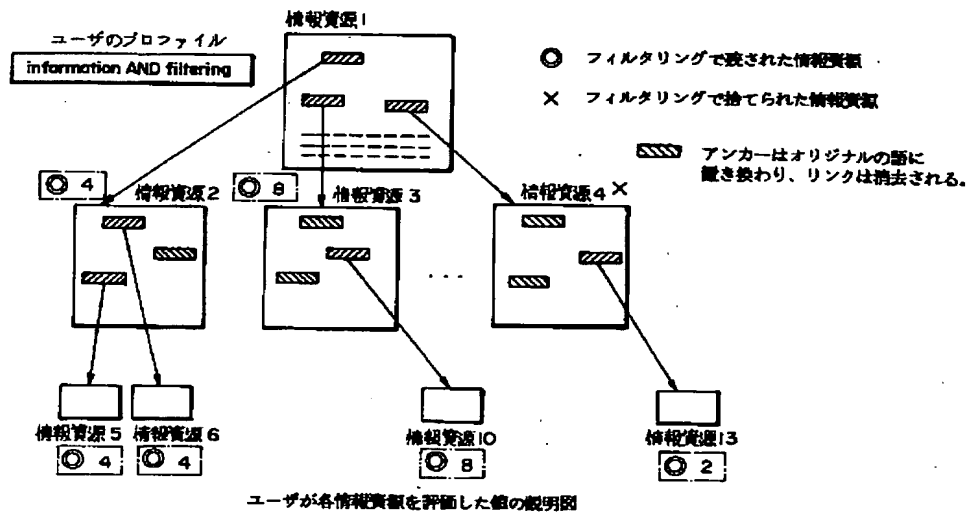 情報資源1
ユーザのプロファイル
information AND filtering
◎ フィルタリングで残された情報資源
× フィルタリングで捨てられた情報資源
アンカーはオリジナルの語に
置き換わり、リンクは消去される。
◎ 4
情報資源2
◎ 8
情報資源3
情報資源4 ×
...
情報資源5
◎ 4
情報資源6
◎ 4
情報資源10
◎ 8
情報資源13
◎ 2
ユーザが各情報資源を評価した値の説明図